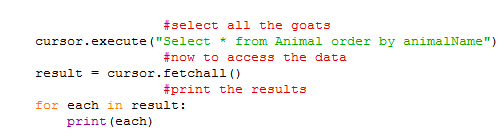 #select all the goats
cursor.execute("Select * from Animal order by animalName")
#now to access the data
result = cursor.fetchall()
#print the results
for each in result:
print(each)